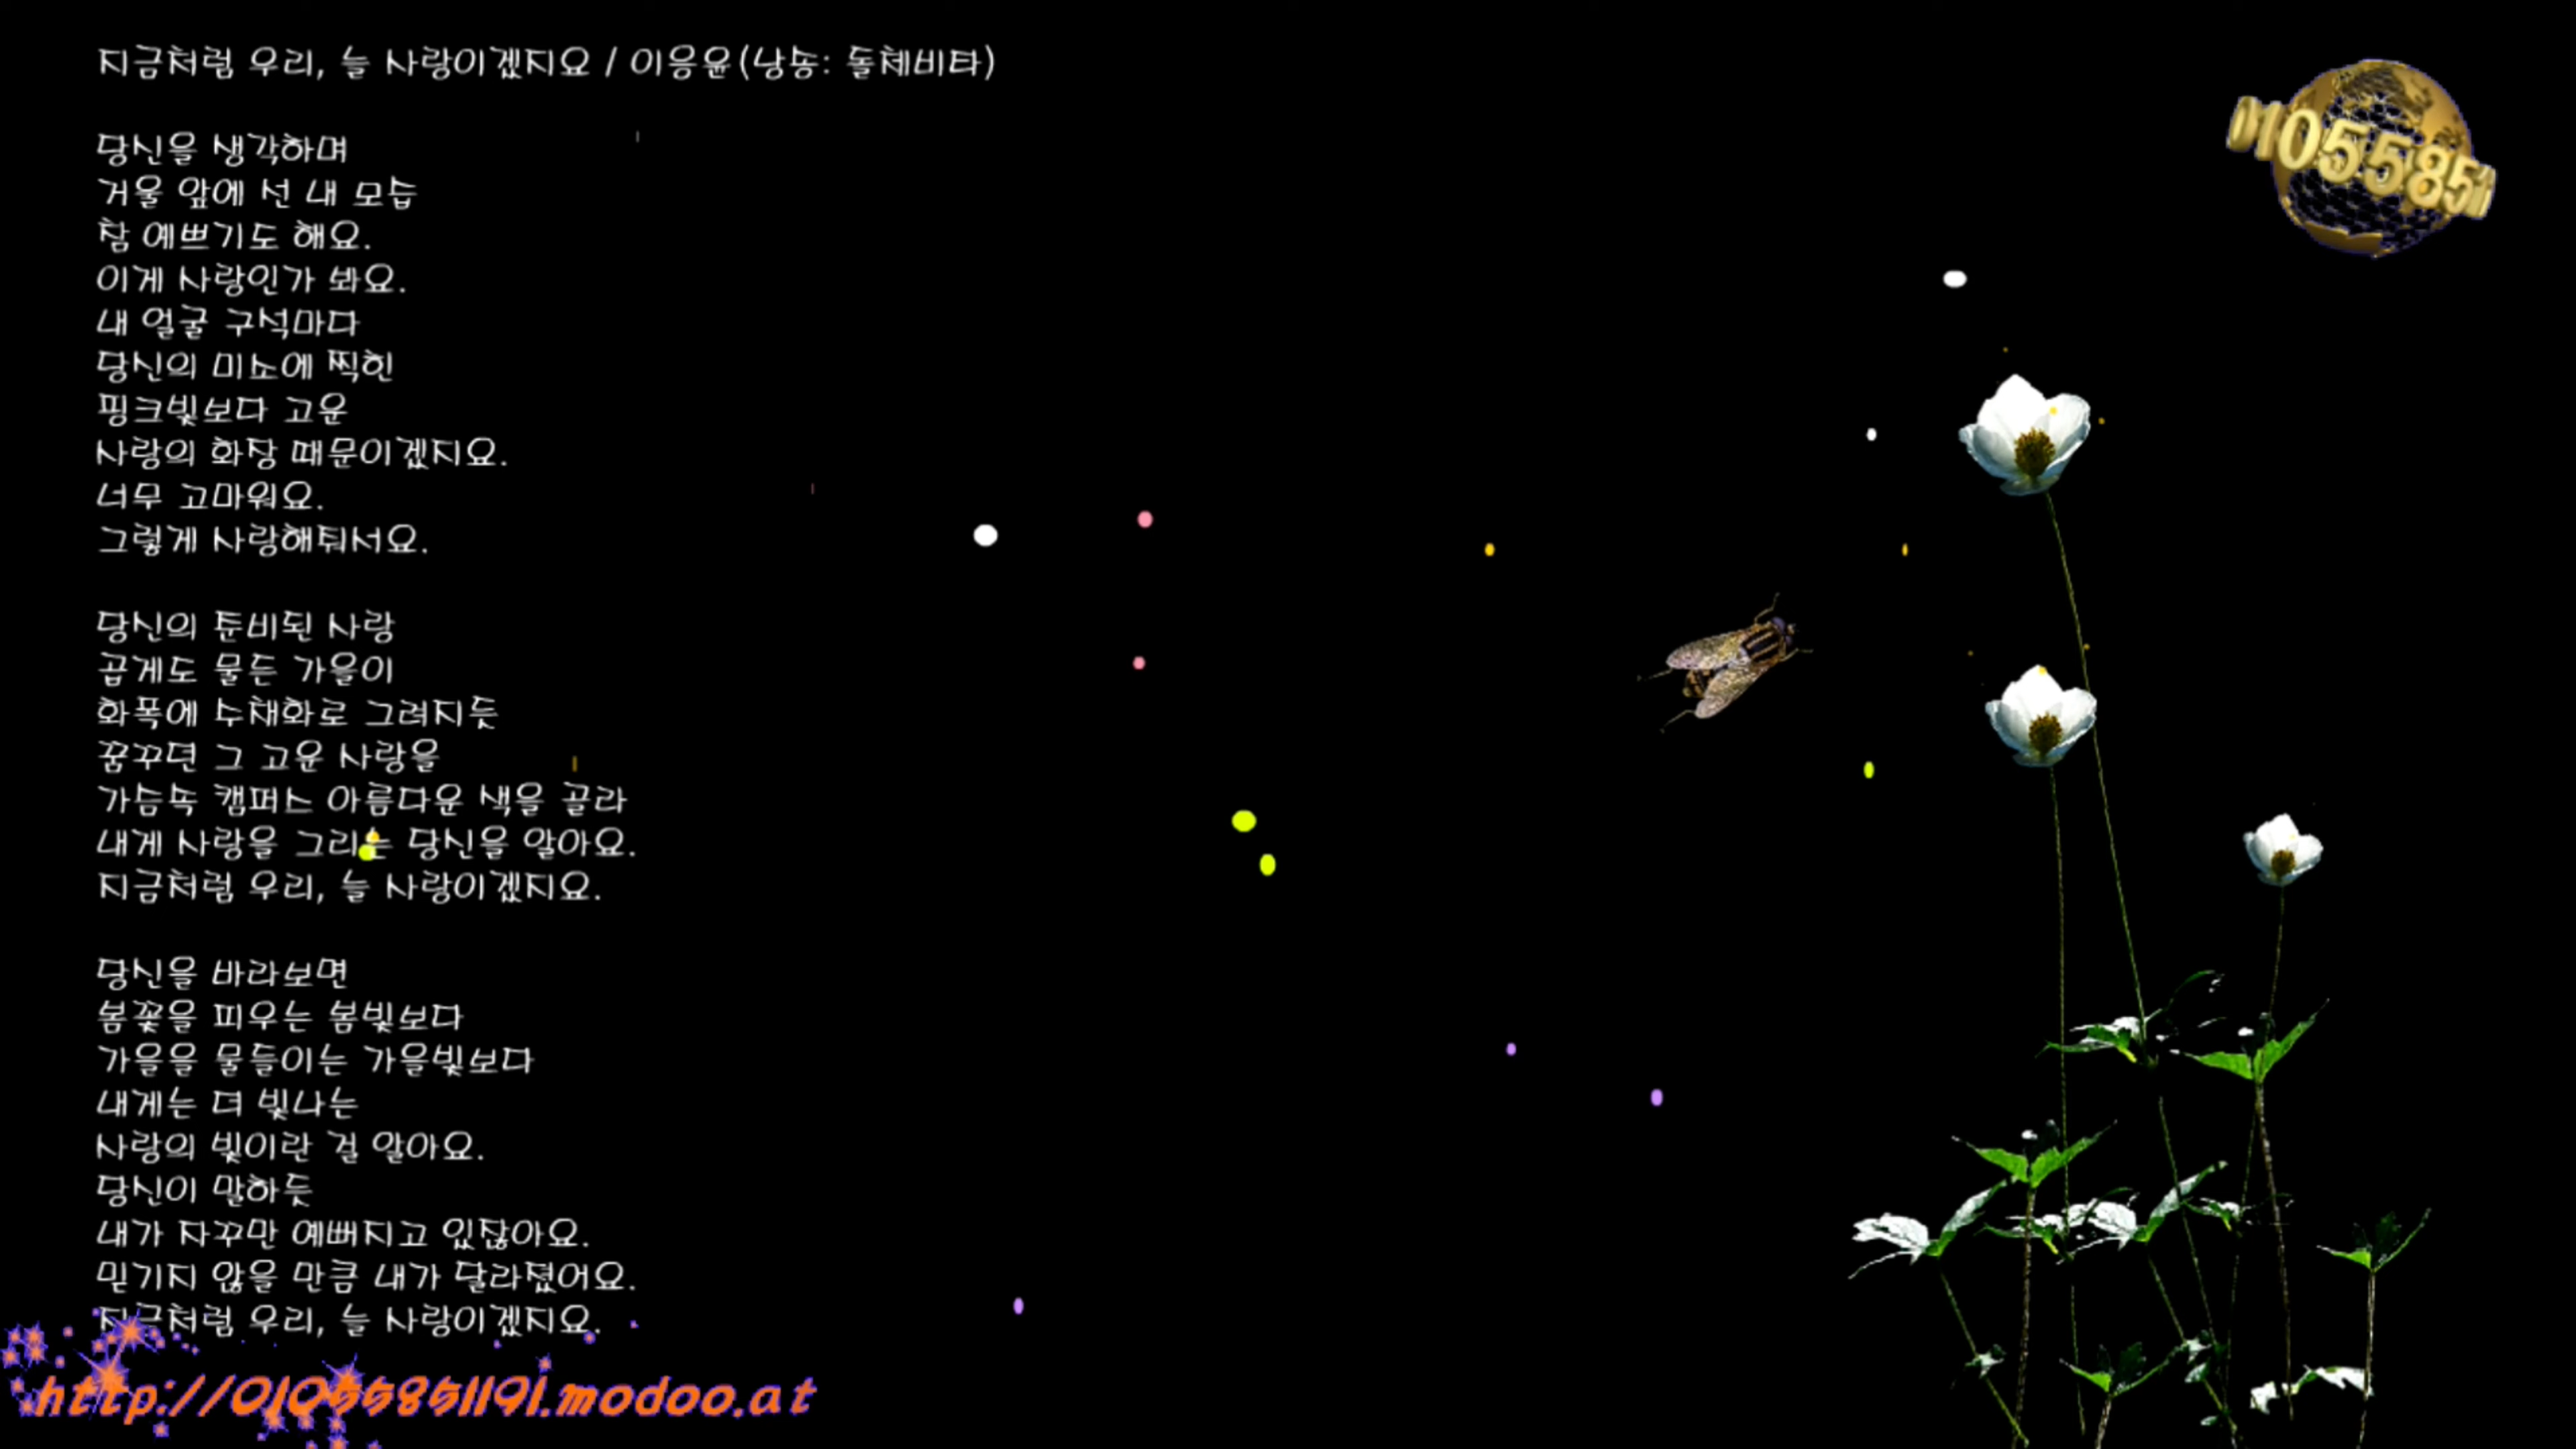 지금처럼 우리, 늘 사랑이겠지요 / 이응윤(낭송: 돌체비타)
당신을 생각하며
거울 앞에 선 내 모습
참 예쁘기도 해요.
이게 사랑인가 봐요.
내 얼굴 구석마다
당신의 미소에 찍힌
핑크빛보다 고운
사랑의 화장 때문이겠지요.
너무 고마워요.
그렇게 사랑해줘서요.
당신의 준비된 사랑
곱게도 물든 가을이
화폭에 수채화로 그려지듯
꿈꾸던 그 고운 사랑을
가슴속 캠퍼스 아름다운 색을 골라
내게 사랑을 그리는 당신을 알아요.
지금처럼 우리, 늘 사랑이겠지요.
당신을 바라보면
봄꽃을 피우는 봄빛보다
가을을 물들이는 가을빛보다
내게는 더 빛나는
사랑의 빛이란 걸 알아요.
당신이 말하듯
내가 자꾸만 예뻐지고 있잖아요.
믿기지 않을 만큼 내가 달라졌어요.
지금처럼 우리, 늘 사랑이겠지요.
http://01055851191.modoo.at